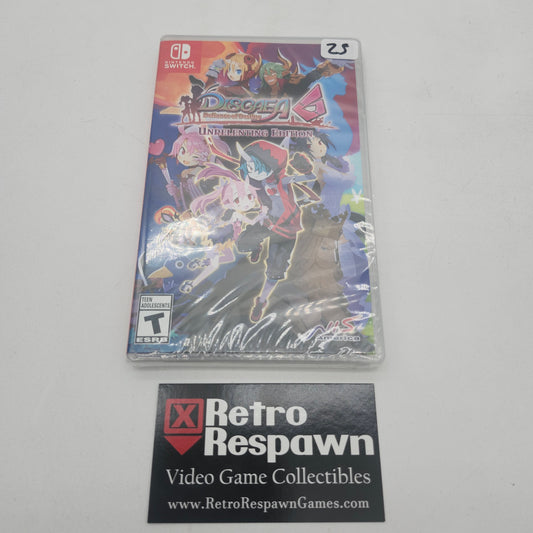 NINTENDO
SWITCH
25
DISGAEA 6
Defiance of Destiny
UNRELENTING EDITION
TEEN
ADOLESCENTS
T
ESRB
NIS
America
X Retro
Respawn
Video Game Collectibles
www.RetroRespawnGames.com